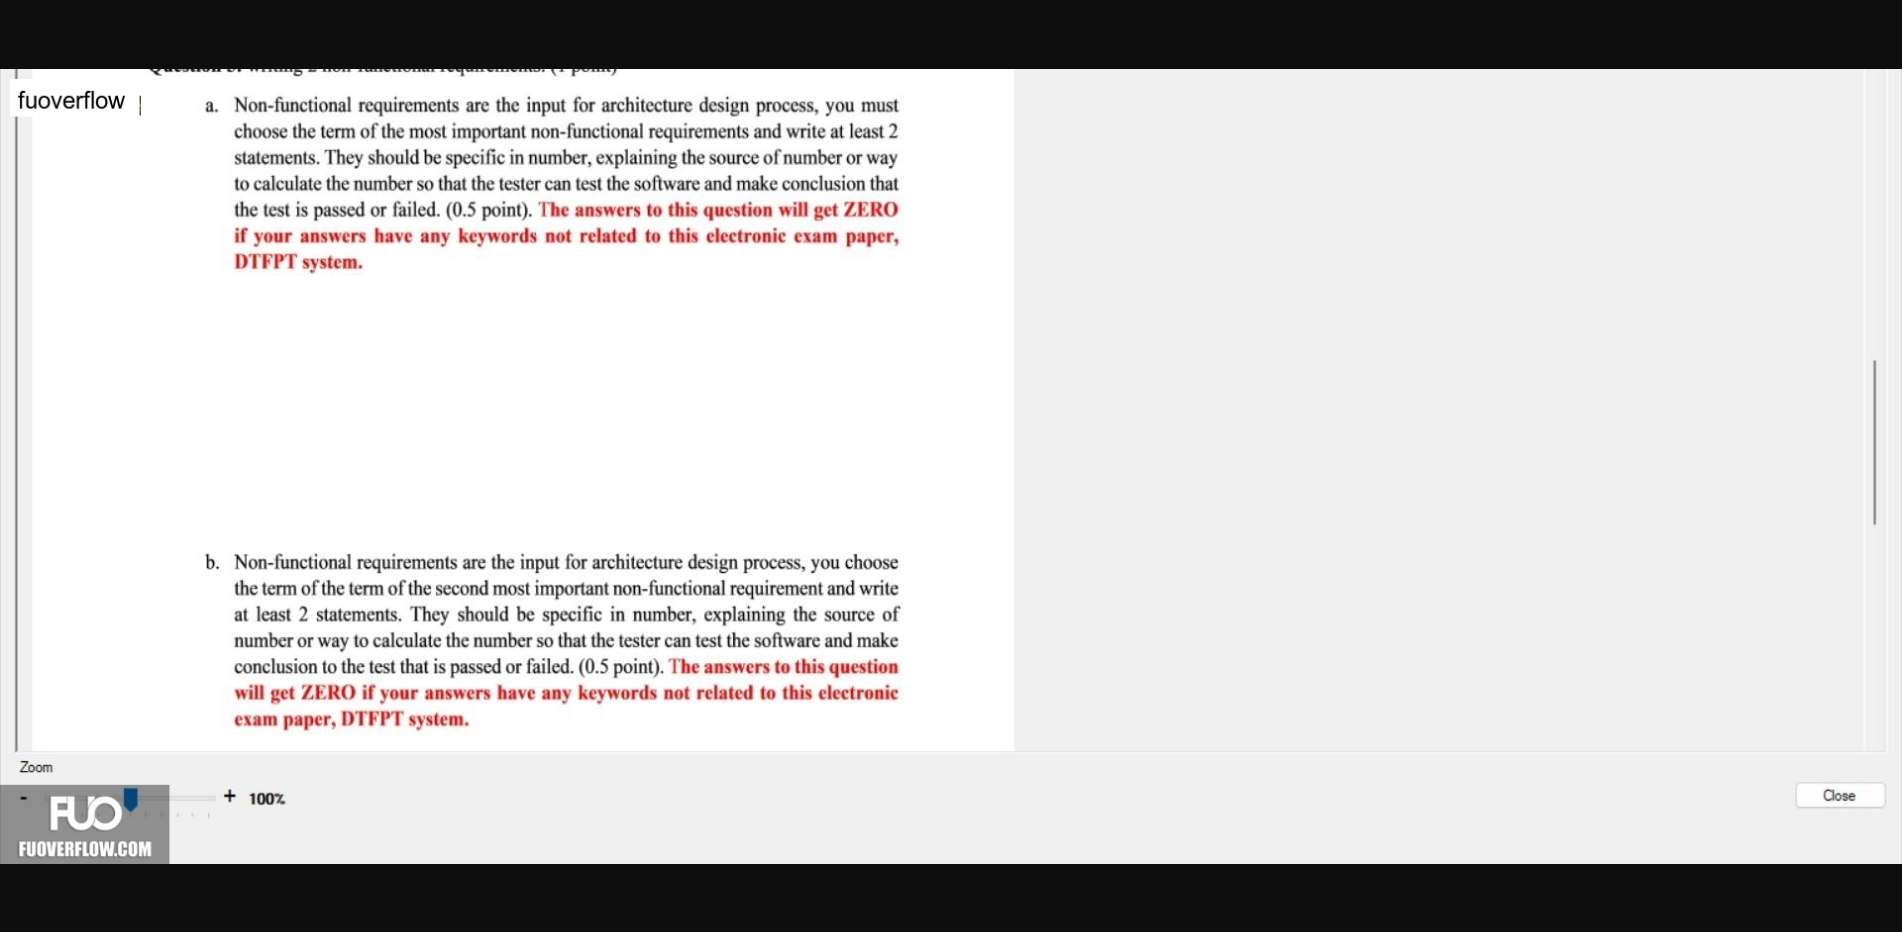 fuoverflow
a. Non-functional requirements are the input for architecture design process, you must
choose the term of the most important non-functional requirements and write at least 2
statements. They should be specific in number, explaining the source of number or way
to calculate the number so that the tester can test the software and make conclusion that
the test is passed or failed. (0.5 point). The answers to this question will get ZERO
if your answers have any keywords not related to this electronic exam paper,
DTFPT system.
b. Non-functional requirements are the input for architecture design process, you choose
the term of the term of the second most important non-functional requirement and write
at least 2 statements. They should be specific in number, explaining the source of
number or way to calculate the number so that the tester can test the software and make
conclusion to the test that is passed or failed. (0.5 point). The answers to this question
will get ZERO if your answers have any keywords not related to this electronic
exam paper, DTFPT system.
Zoom
- + 100%
Close
FUO
FUOVERFLOW.COM